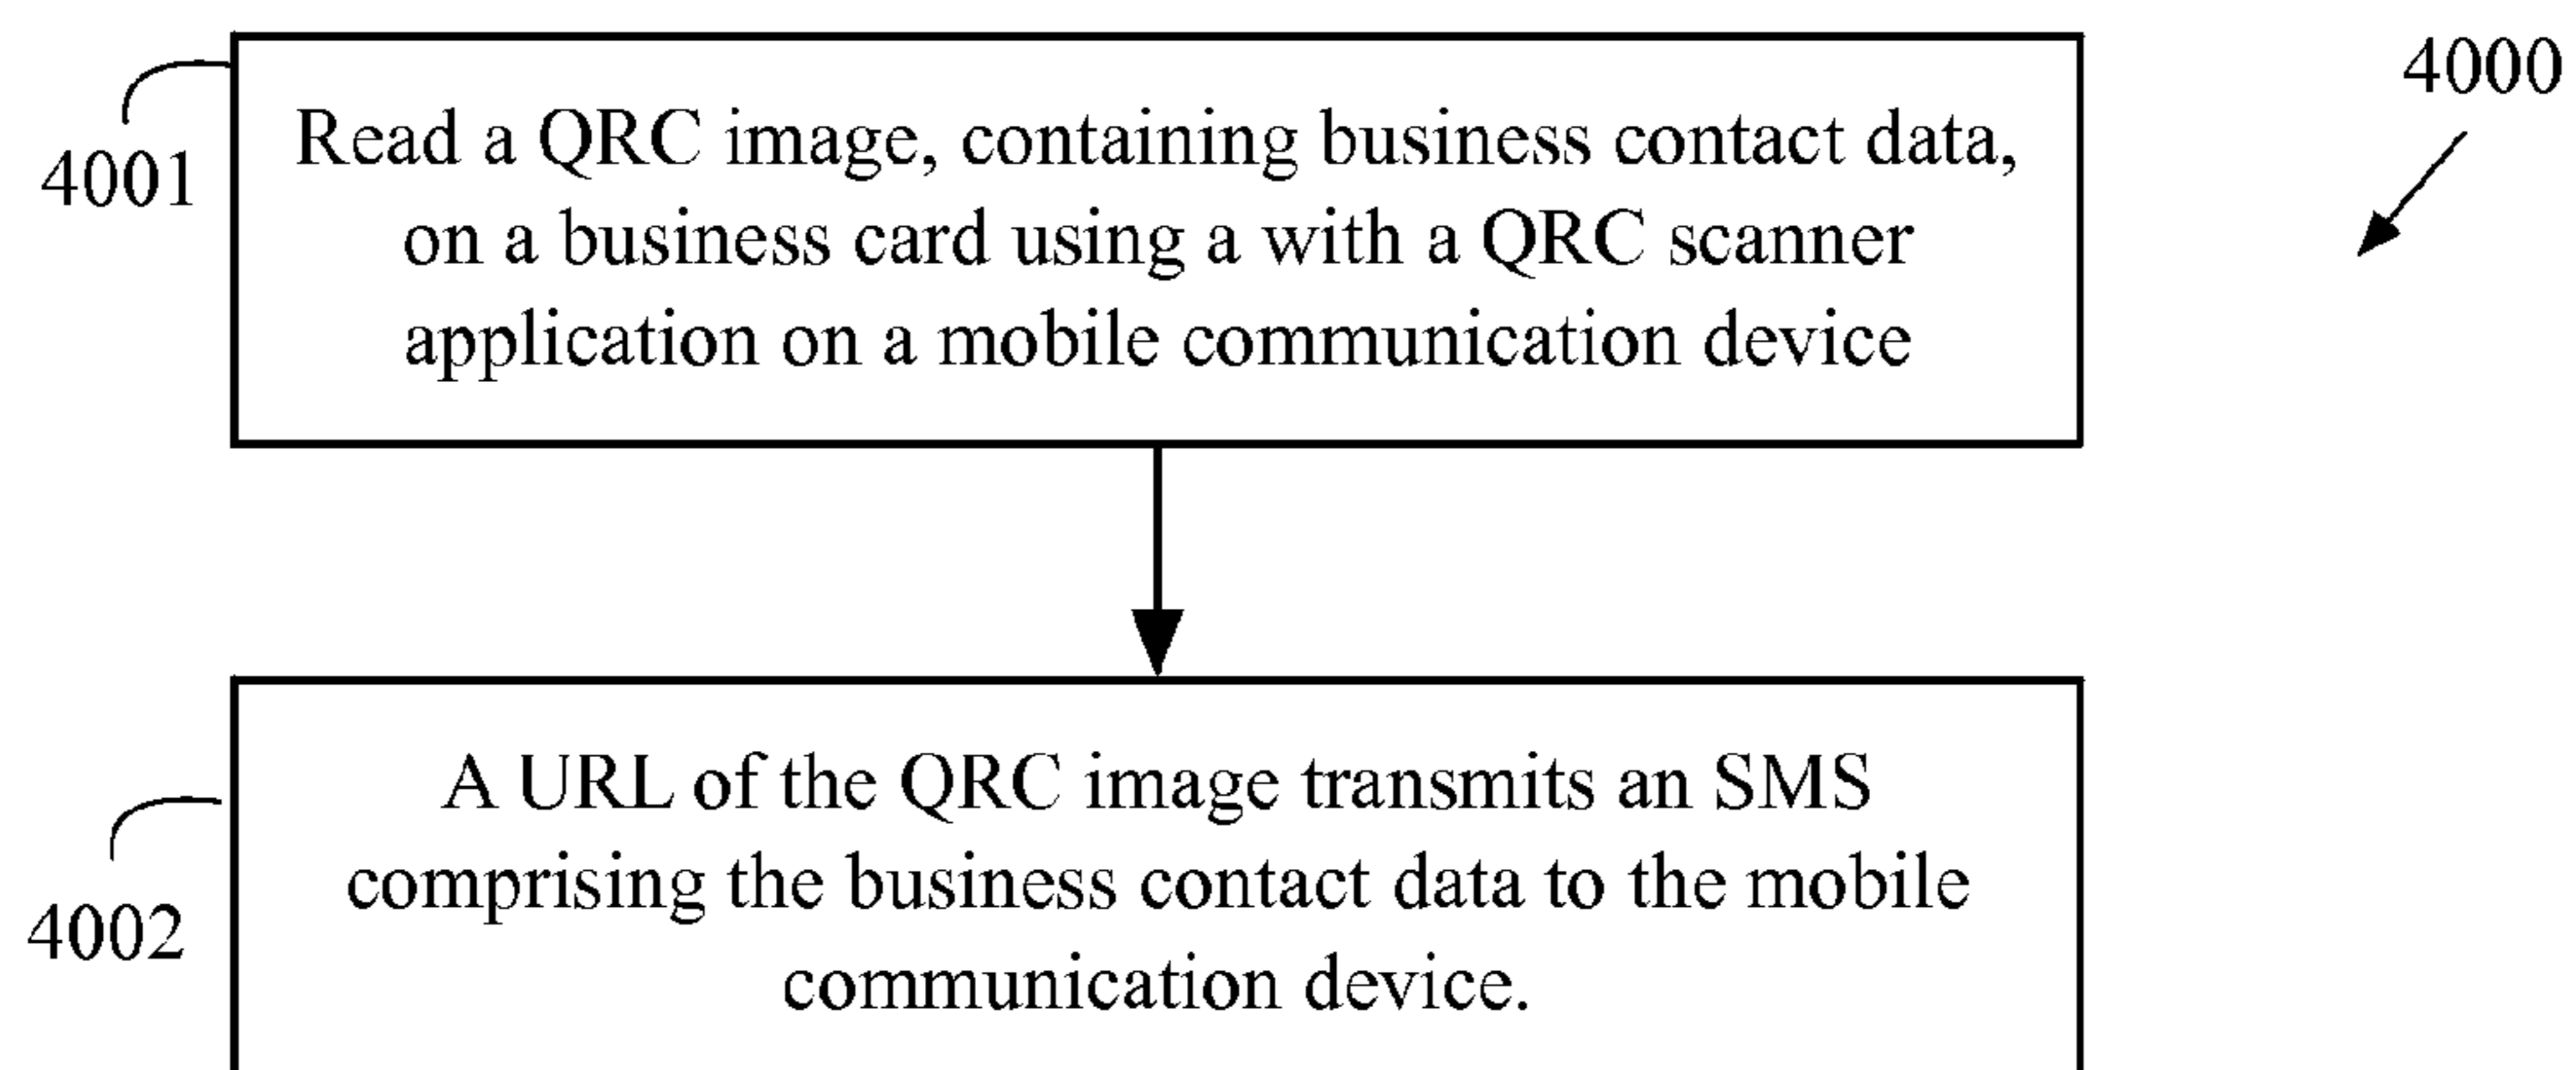 4000
4001
Read a QRC image, containing business contact data,
on a business card using a with a QRC scanner
application on a mobile communication device
4002
A URL of the QRC image transmits an SMS
comprising the business contact data to the mobile
communication device.